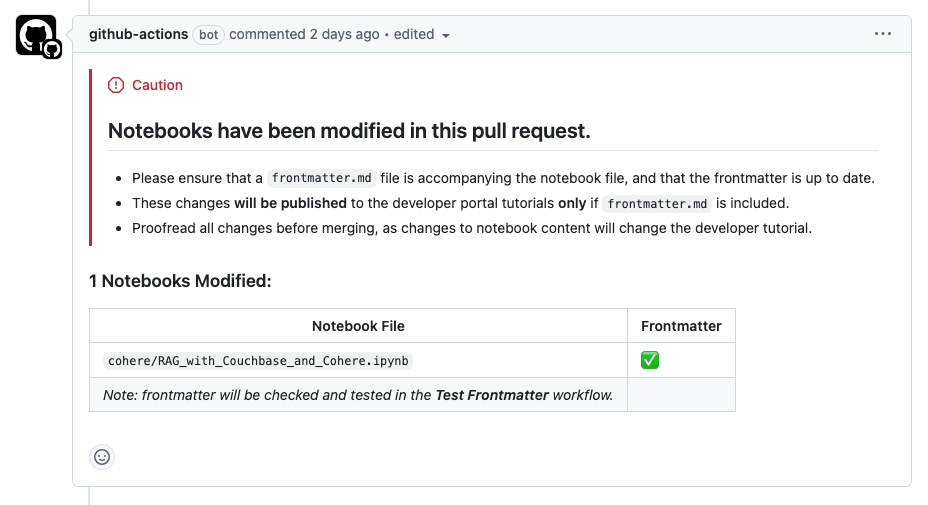 github-actions bot commented 2 days ago • edited
Caution
Notebooks have been modified in this pull request.
• Please ensure that a frontmatter.md file is accompanying the notebook file, and that the frontmatter is up to date.
• These changes will be published to the developer portal tutorials only if frontmatter.md is included.
• Proofread all changes before merging, as changes to notebook content will change the developer tutorial.
1 Notebooks Modified:
Notebook File Frontmatter
cohere/RAG_with_Couchbase_and_Cohere.ipynb ✅
Note: frontmatter will be checked and tested in the Test Frontmatter workflow.